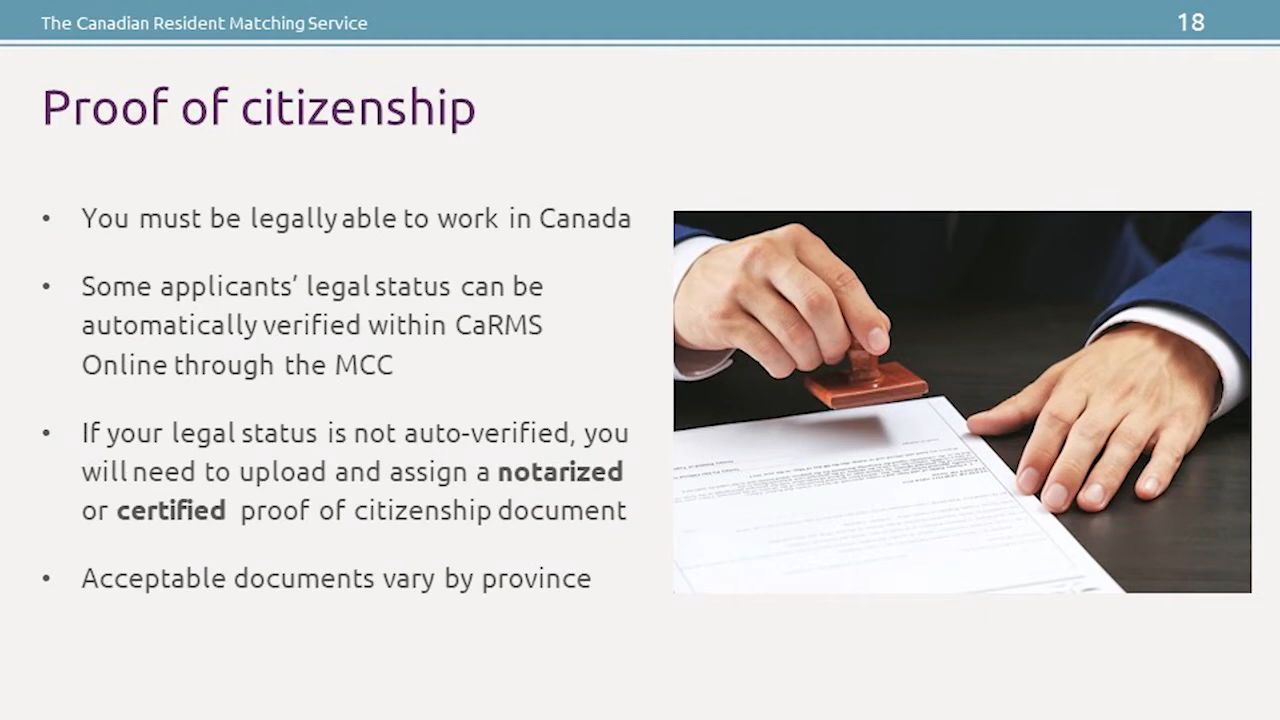 The Canadian Resident Matching Service
18
Proof of citizenship
• You must be legally able to work in Canada
• Some applicants’ legal status can be
automatically verified within CaRMS
Online through the MCC
• If your legal status is not auto-verified, you
will need to upload and assign a notarized
or certified proof of citizenship document
• Acceptable documents vary by province